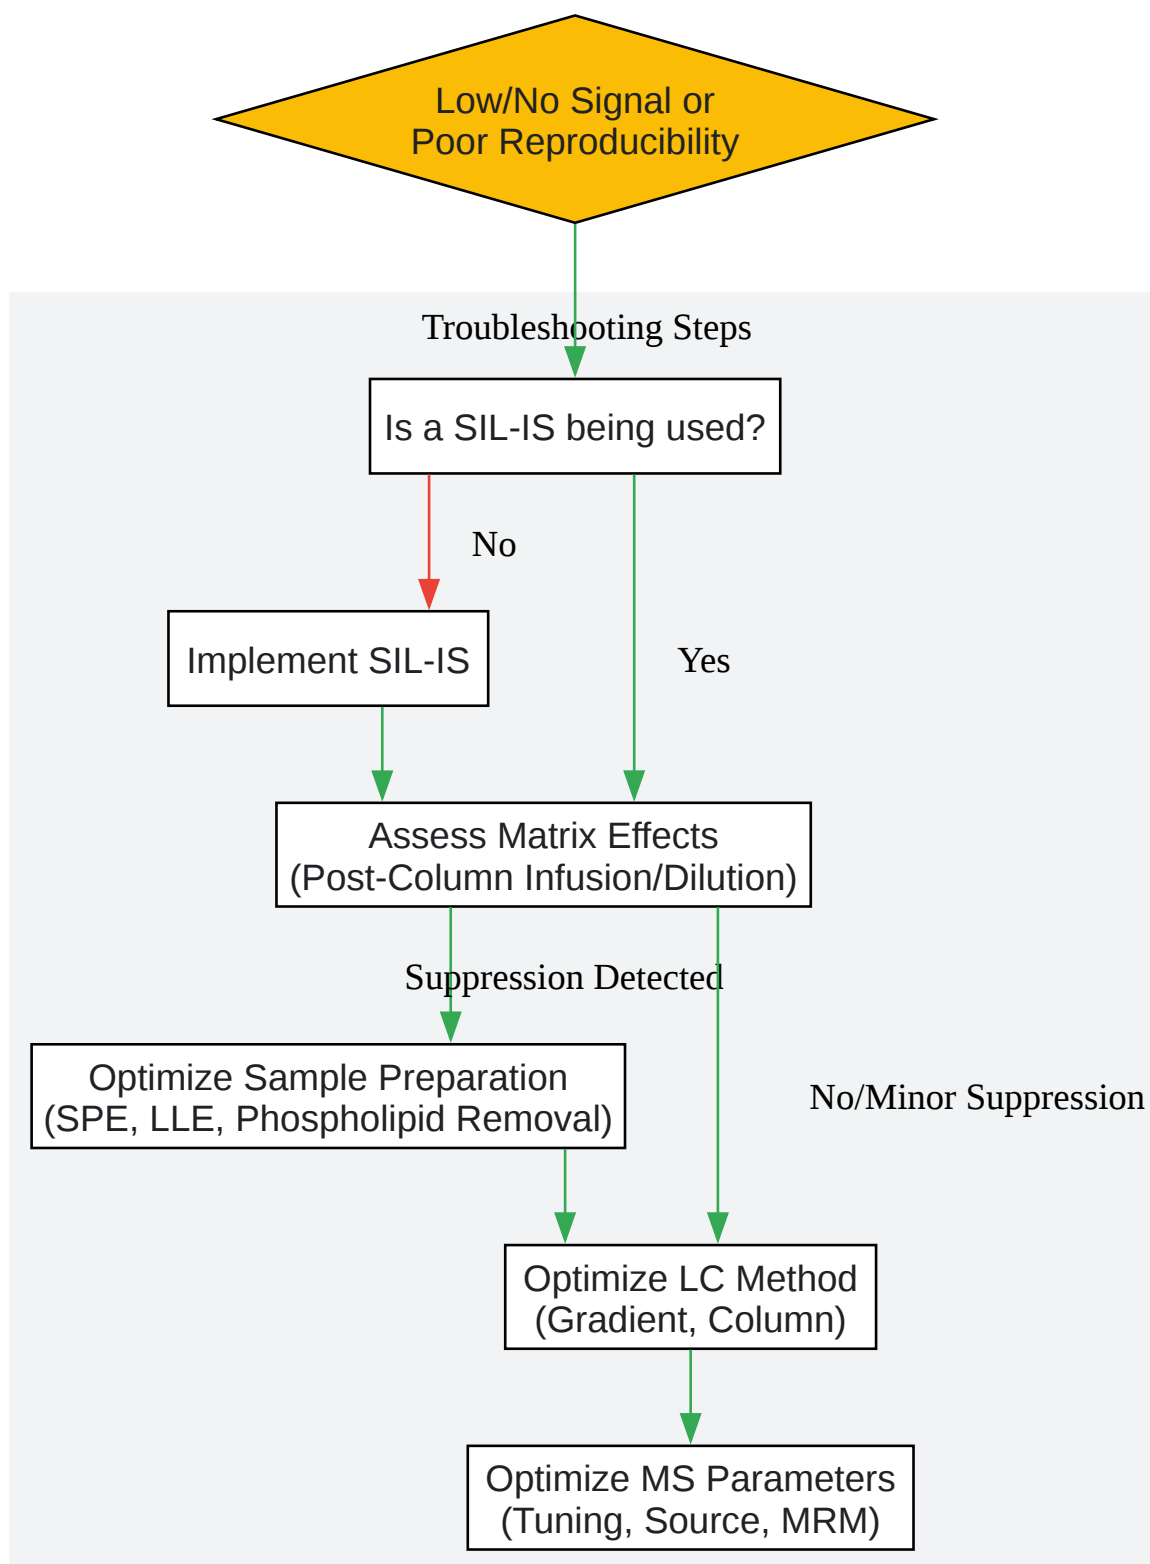 Low/No Signal or
Poor Reproducibility
Troubleshooting Steps
Is a SIL-IS being used?
No
Implement SIL-IS
Yes
Assess Matrix Effects
(Post-Column Infusion/Dilution)
Suppression Detected
Optimize Sample Preparation
(SPE, LLE, Phospholipid Removal)
No/Minor Suppression
Optimize LC Method
(Gradient, Column)
Optimize MS Parameters
(Tuning, Source, MRM)